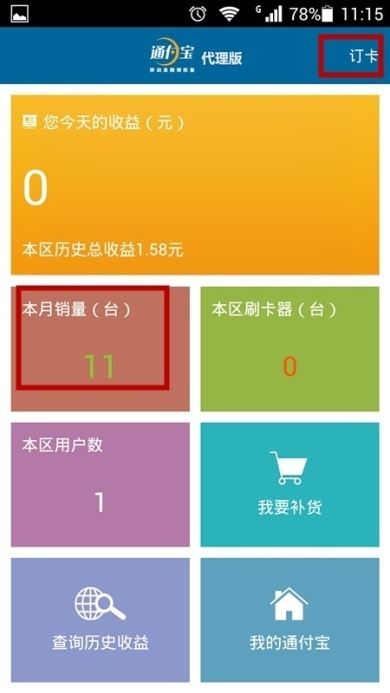 G 78% 11:15
通付宝 代理版
订卡
您今天的收益（元）
0
本区历史总收益1.58元
本月销量（台）
11
本区刷卡器（台）
0
本区用户数
1
我要补货
查询历史收益
我的通付宝